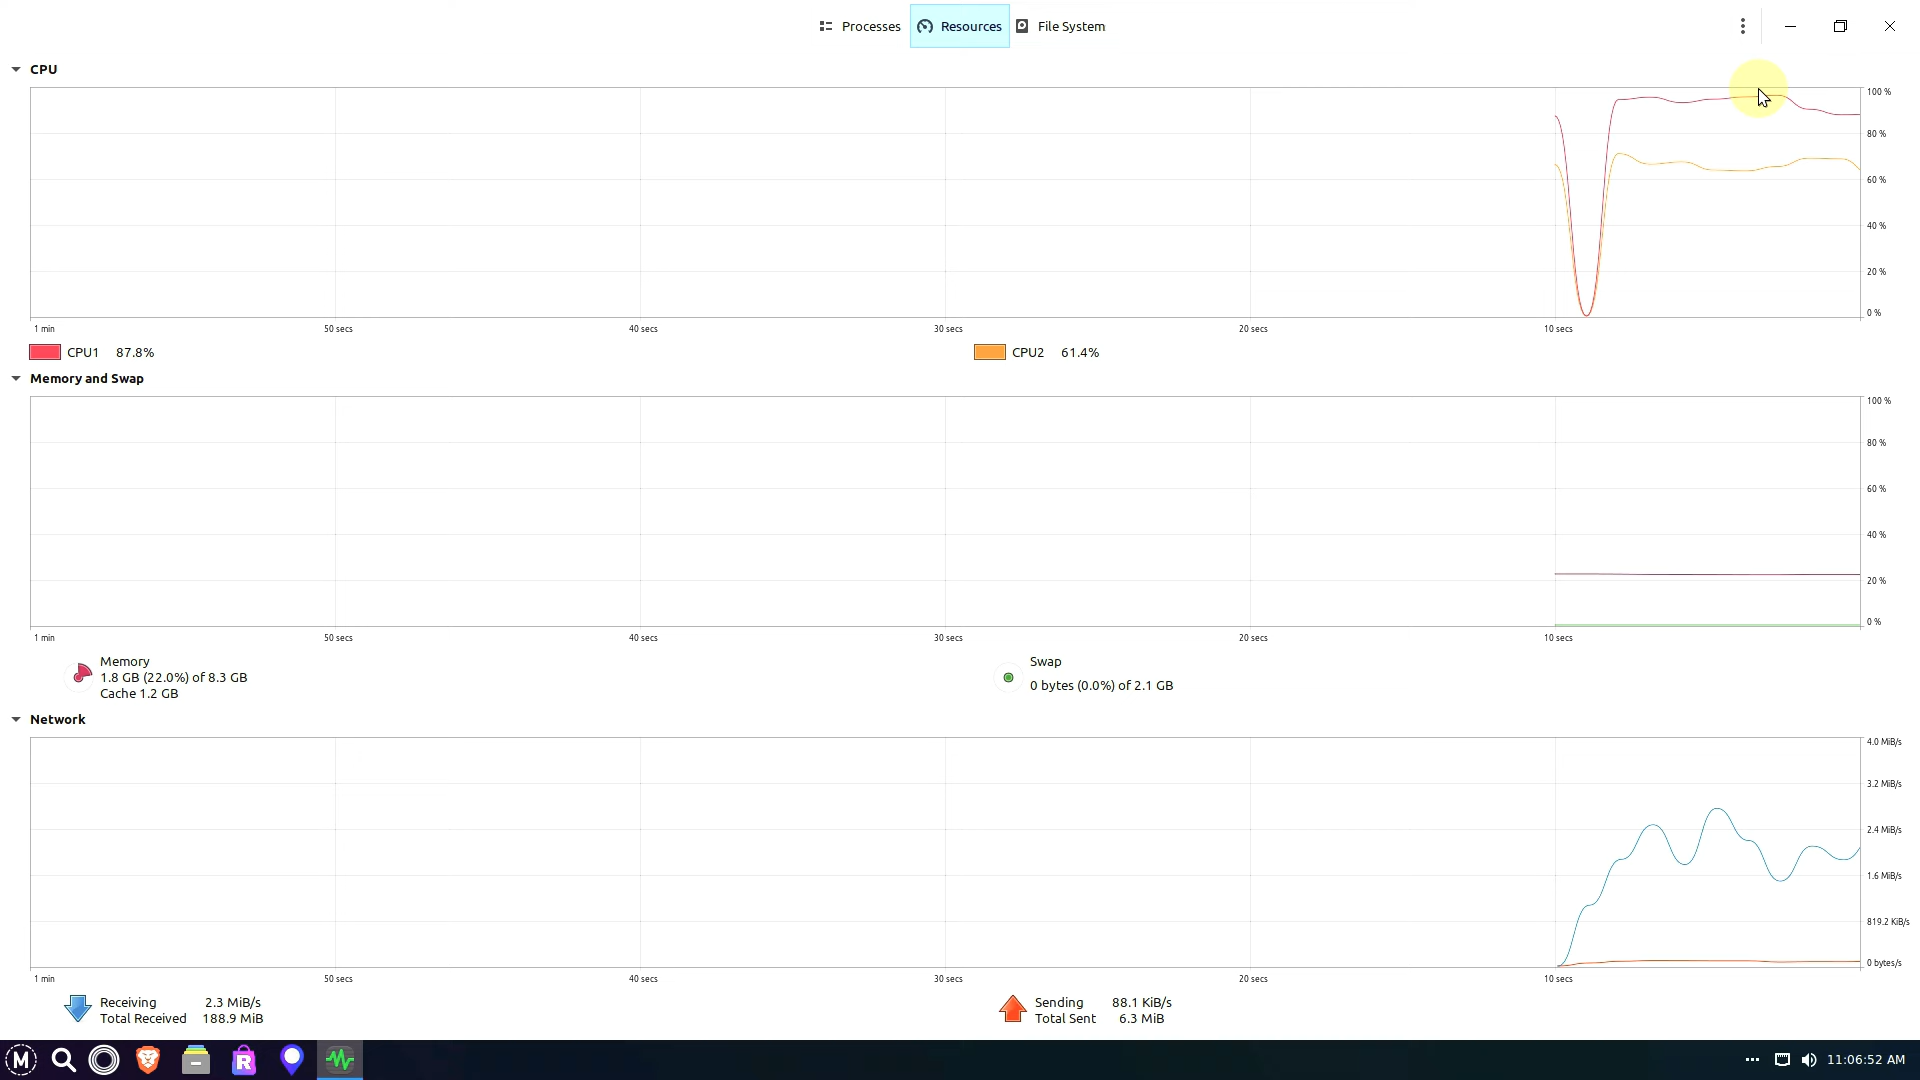 Processes Resources File System
CPU
100 %
80 %
60 %
40 %
20 %
0 %
1 min 50 secs 40 secs 30 secs 20 secs 10 secs
CPU1 87.8% CPU2 61.4%
Memory and Swap
100 %
80 %
60 %
40 %
20 %
0 %
1 min 50 secs 40 secs 30 secs 20 secs 10 secs
Memory
1.8 GB (22.0%) of 8.3 GB
Cache 1.2 GB
Swap
0 bytes (0.0%) of 2.1 GB
Network
4.0 MiB/s
3.2 MiB/s
2.4 MiB/s
1.6 MiB/s
819.2 KiB/s
0 bytes/s
1 min 50 secs 40 secs 30 secs 20 secs 10 secs
Receiving 2.3 MiB/s
Total Received 188.9 MiB
Sending 88.1 KiB/s
Total Sent 6.3 MiB
M R 11:06:52 AM